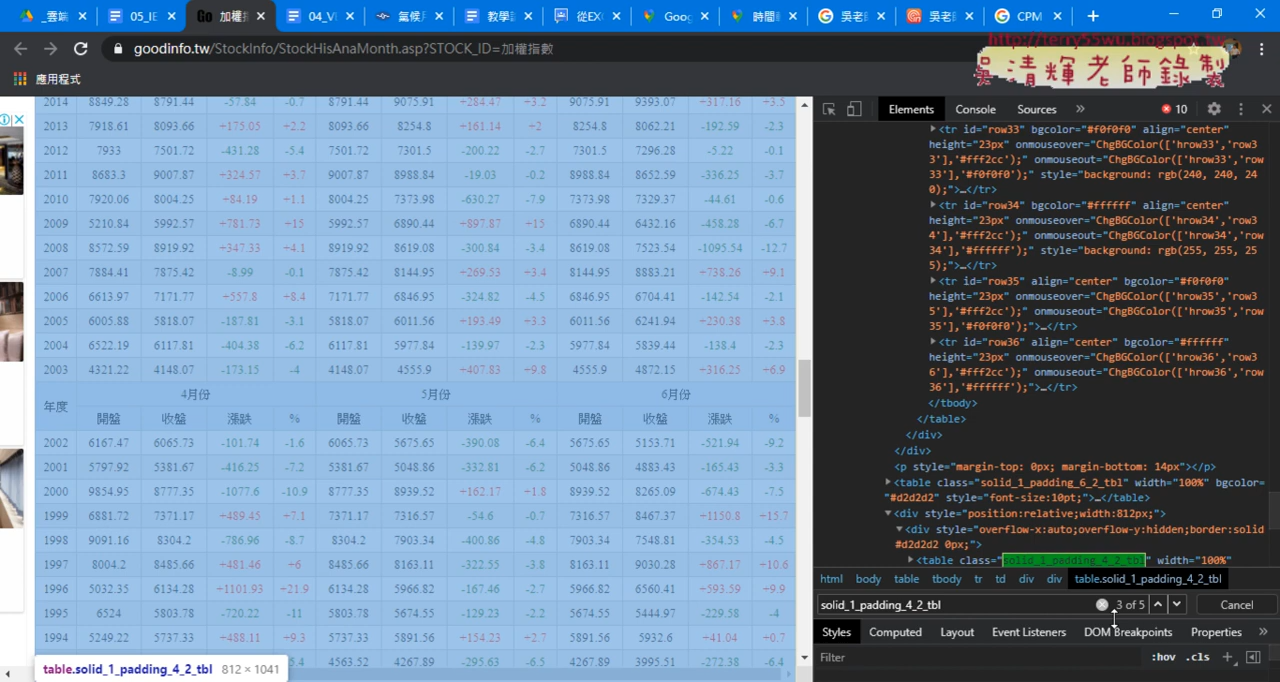 _雲端
05_IE
加權指
04_VB
氣候月
教學記
從EXC
Goog
時間
吳老師
吳老師
CPM
goodinfo.tw/StockInfo/StockHisAnaMonth.asp?STOCK_ID=加權指數
http://terry55wu.blogspot.tw
吳清輝老師錄製
應用程式
2014 8849.28 8791.44 -57.84 -0.7 8791.44 9075.91 +284.47 +3.2 9075.91 9393.07 +317.16 +3.5
2013 7918.61 8093.66 +175.05 +2.2 8093.66 8254.8 +161.14 +2 8254.8 8062.21 -192.59 -2.3
2012 7933 7501.72 -431.28 -5.4 7501.72 7301.5 -200.22 -2.7 7301.5 7296.28 -5.22 -0.1
2011 8683.3 9007.87 +324.57 +3.7 9007.87 8988.84 -19.03 -0.2 8988.84 8652.59 -336.25 -3.7
2010 7920.06 8004.25 +84.19 +1.1 8004.25 7373.98 -630.27 -7.9 7373.98 7329.37 -44.61 -0.6
2009 5210.84 5992.57 +781.73 +15 5992.57 6890.44 +897.87 +15 6890.44 6432.16 -458.28 -6.7
2008 8572.59 8919.92 +347.33 +4.1 8919.92 8619.08 -300.84 -3.4 8619.08 7523.54 -1095.54 -12.7
2007 7884.41 7875.42 -8.99 -0.1 7875.42 8144.95 +269.53 +3.4 8144.95 8883.21 +738.26 +9.1
2006 6613.97 7171.77 +557.8 +8.4 7171.77 6846.95 -324.82 -4.5 6846.95 6704.41 -142.54 -2.1
2005 6005.88 5818.07 -187.81 -3.1 5818.07 6011.56 +193.49 +3.3 6011.56 6241.94 +230.38 +3.8
2004 6522.19 6117.81 -404.38 -6.2 6117.81 5977.84 -139.97 -2.3 5977.84 5839.44 -138.4 -2.3
2003 4321.22 4148.07 -173.15 -4 4148.07 4555.9 +407.83 +9.8 4555.9 4872.15 +316.25 +6.9
年度 4月份 5月份 6月份
開盤 收盤 漲跌 % 開盤 收盤 漲跌 % 開盤 收盤 漲跌 %
2002 6167.47 6065.73 -101.74 -1.6 6065.73 5675.65 -390.08 -6.4 5675.65 5153.71 -521.94 -9.2
2001 5797.92 5381.67 -416.25 -7.2 5381.67 5048.86 -332.81 -6.2 5048.86 4883.43 -165.43 -3.3
2000 9854.95 8777.35 -1077.6 -10.9 8777.35 8939.52 +162.17 +1.8 8939.52 8265.09 -674.43 -7.5
1999 6881.72 7371.17 +489.45 +7.1 7371.17 7316.57 -54.6 -0.7 7316.57 8467.37 +1150.8 +15.7
1998 9091.16 8304.2 -786.96 -8.7 8304.2 7903.34 -400.86 -4.8 7903.34 7548.81 -354.53 -4.5
1997 8004.2 8485.66 +481.46 +6 8485.66 8163.11 -322.55 -3.8 8163.11 9030.28 +867.17 +10.6
1996 5032.35 6134.28 +1101.93 +21.9 6134.28 5966.82 -167.46 -2.7 5966.82 6560.41 +593.59 +9.9
1995 6524 5803.78 -720.22 -11 5803.78 5674.55 -129.23 -2.2 5674.55 5444.97 -229.58 -4
1994 5249.22 5737.33 +488.11 +9.3 5737.33 5891.56 +154.23 +2.7 5891.56 5932.6 +41.04 +0.7
5.4 4563.52 4267.89 -295.63 -6.5 4267.89 3995.51 -272.38 -6.4
table.solid_1_padding_4_2_tbl 812 × 1041
Elements Console Sources » 10
<tr id="row33" bgcolor="#f0f0f0" align="center"
height="23px" onmouseover="ChgBGColor(['hrow33','row
33'],'#fff2cc');" onmouseout="ChgBGColor(['hrow33','
row33'],'#f0f0f0');" style="background: rgb(240, 240, 24
0);">…</tr>
<tr id="row34" bgcolor="#ffffff" align="center"
height="23px" onmouseover="ChgBGColor(['hrow34','row3
4'],'#fff2cc');" onmouseout="ChgBGColor(['hrow34','row
34'],'#ffffff');" style="background: rgb(255, 255, 25
5);">…</tr>
<tr id="row35" align="center" bgcolor="#f0f0f0"
height="23px" onmouseover="ChgBGColor(['hrow35','row3
5'],'#fff2cc');" onmouseout="ChgBGColor(['hrow35','row
35'],'#f0f0f0');">…</tr>
<tr id="row36" align="center" bgcolor="#ffffff"
height="23px" onmouseover="ChgBGColor(['hrow36','row3
6'],'#fff2cc');" onmouseout="ChgBGColor(['hrow36','row
36'],'#ffffff');">…</tr>
</tbody>
</table>
</div>
</div>
<p style="margin-top: 0px; margin-bottom: 14px"></p>
<table class="solid_1_padding_6_2_tbl" width="100%" bgcolor=
"#d2d2d2" style="font-size:10pt;">…</table>
<div style="position:relative;width:812px;">
<div style="overflow-x:auto;overflow-y:hidden;border:solid
#d2d2d2 0px;">
<table class="solid_1_padding_4_2_tbl" width="100%"
html body table tbody tr td div div table.solid_1_padding_4_2_tbl
solid_1_padding_4_2_tbl 3 of 5 Cancel
Styles Computed Layout Event Listeners DOM Breakpoints Properties »
Filter :hov .cls +